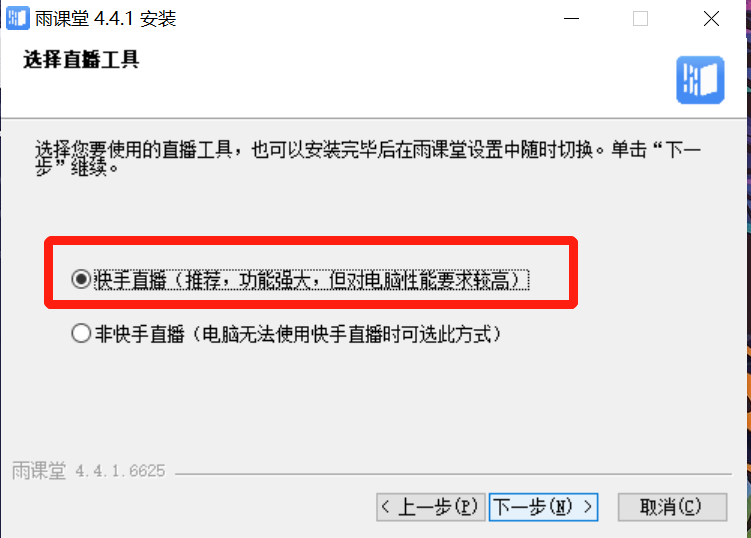 雨课堂 4.4.1 安装
选择直播工具
选择您要使用的直播工具，也可以安装完毕后在雨课堂设置中随时切换。单击“下一
步”继续。
快手直播（推荐，功能强大，但对电脑性能要求较高）
非快手直播（电脑无法使用快手直播时可选此方式）
雨课堂 4.4.1.6625
< 上一步(P) 下一步(N) > 取消(C)